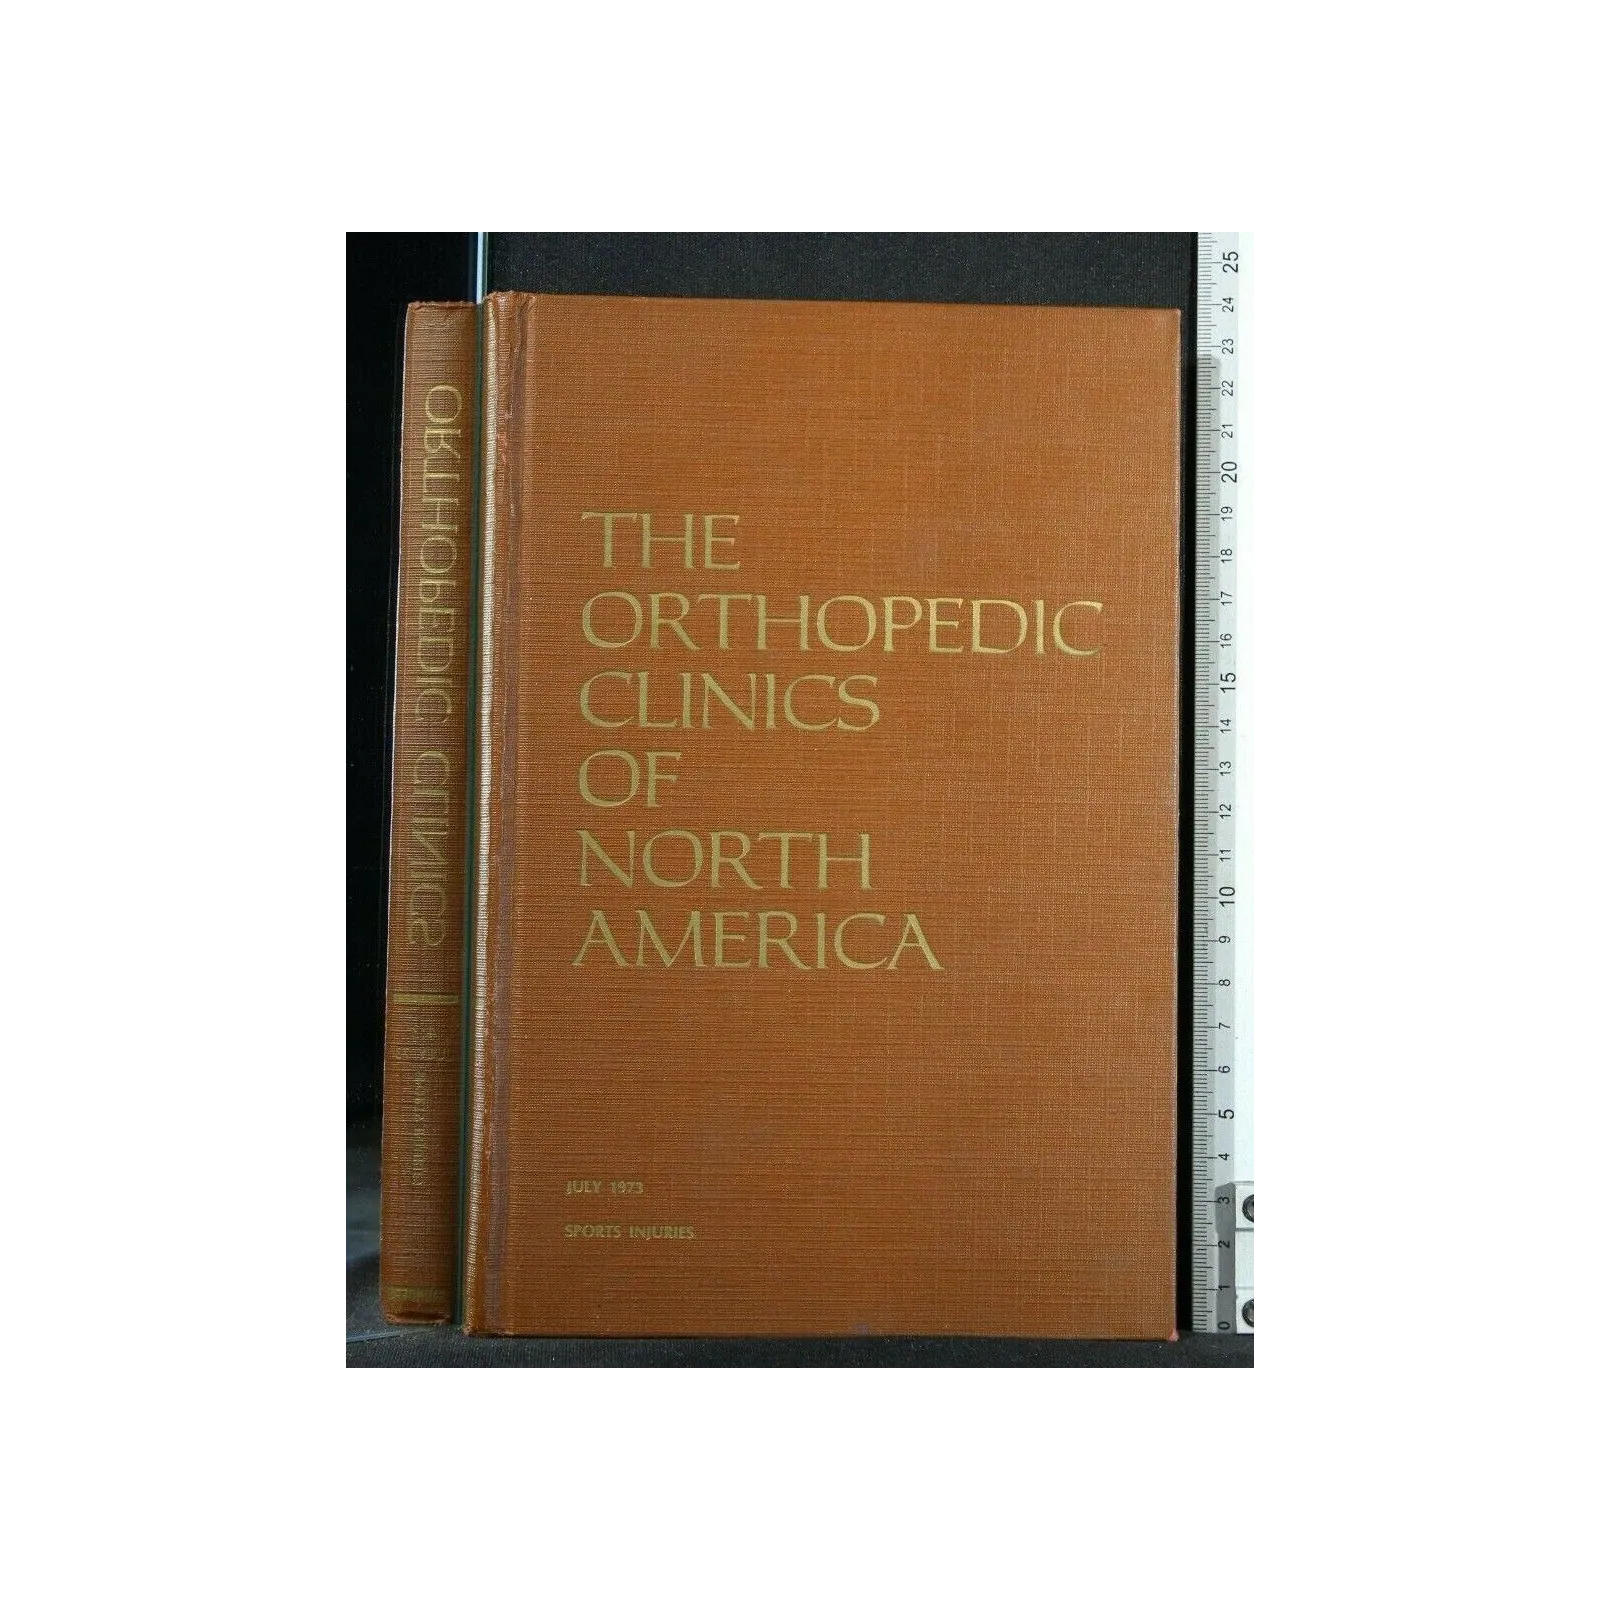 THE
ORTHOPEDIC
CLINICS
OF
NORTH
AMERICA
JULY 1973
SPORTS INJURIES
ORTHOPEDIC CLINICS
SPORTS INJURIES
25
24
23
22
21
20
19
18
17
16
15
14
13
12
11
10
9
8
7
6
5
4
3
2
1
0